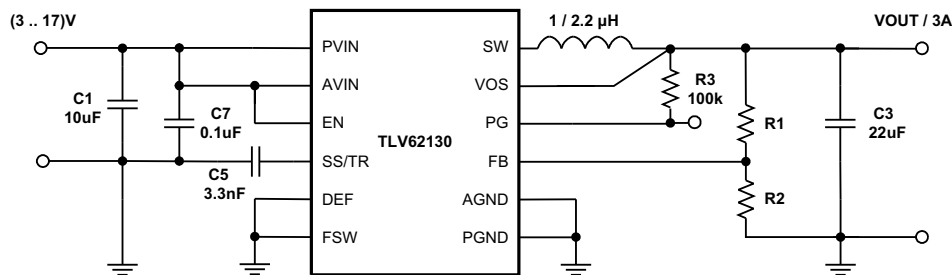 (3 .. 17)V
1 / 2.2 µH
VOUT / 3A
PVIN
SW
AVIN
VOS
R3
100k
C1
10uF
C7
0.1uF
EN
PG
TLV62130
R1
C3
22uF
SS/TR
FB
C5
3.3nF
DEF
AGND
R2
FSW
PGND